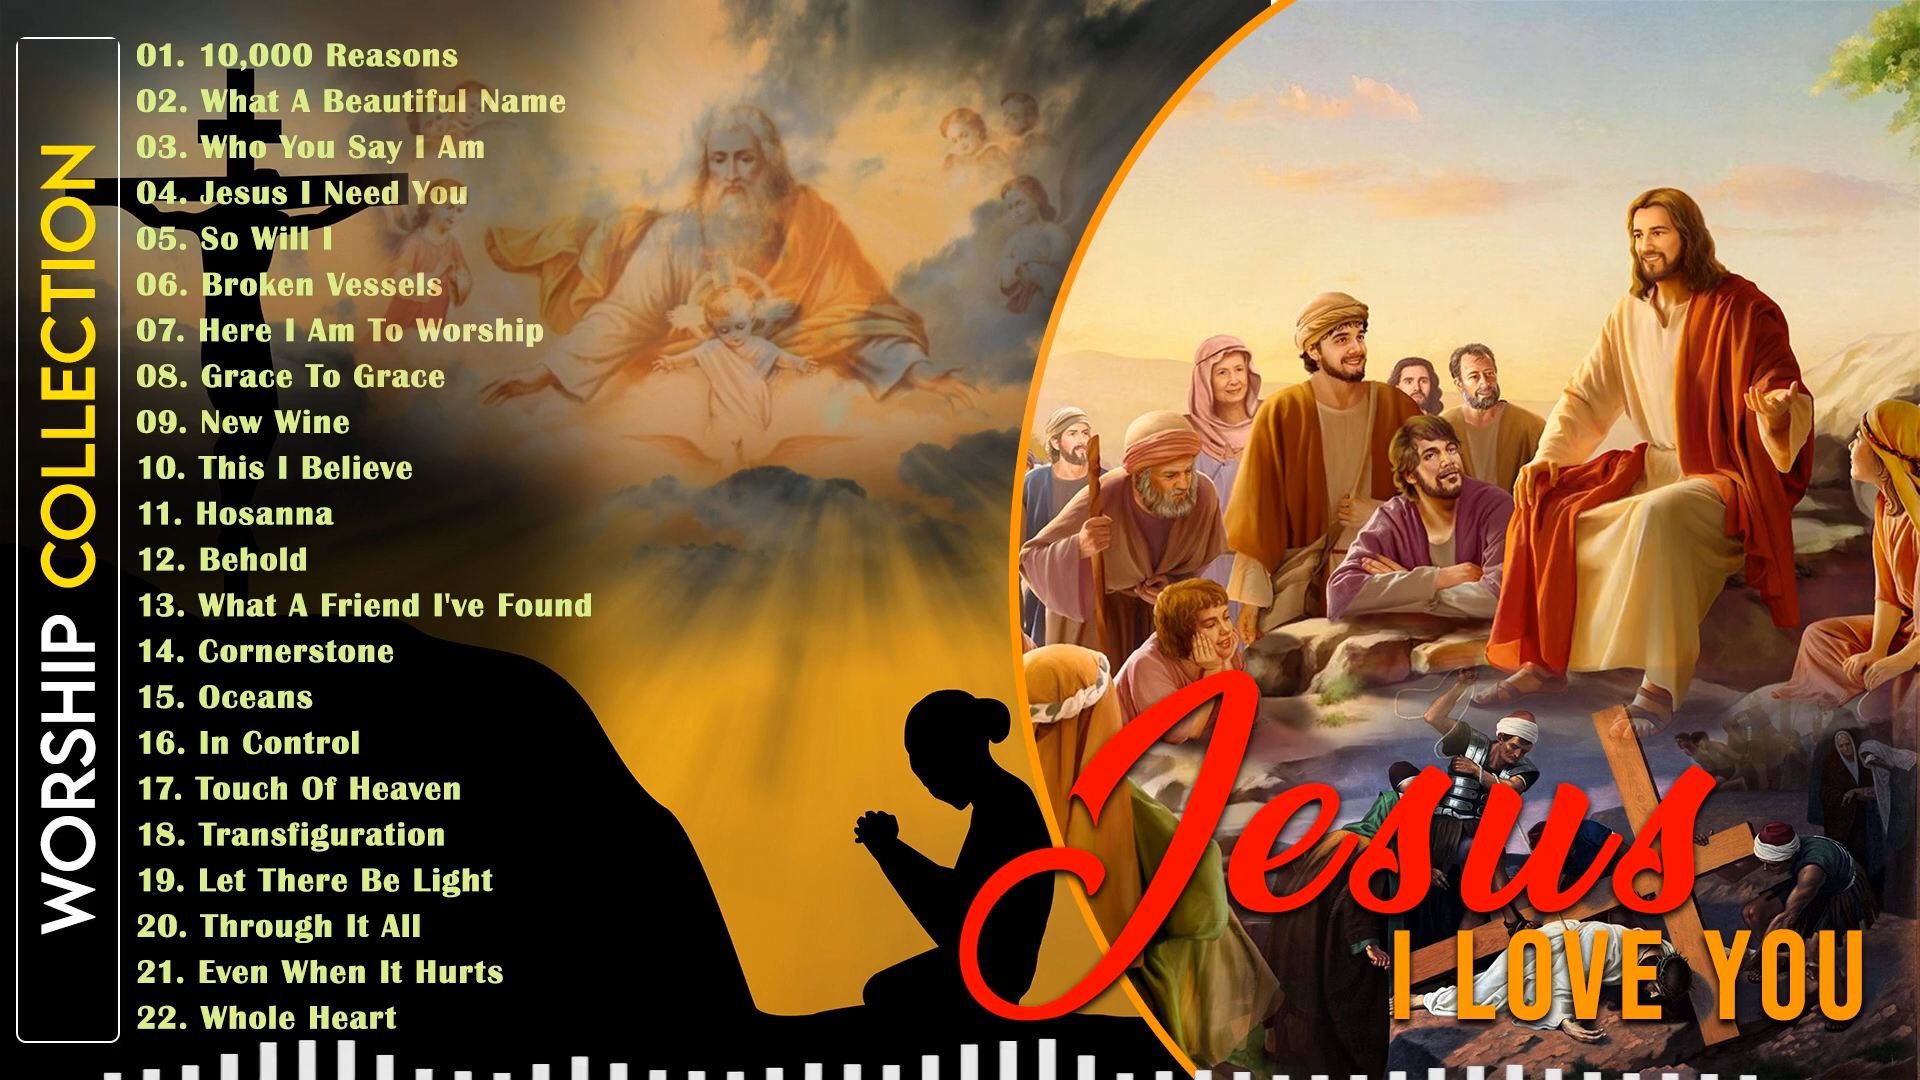 WORSHIP COLLECTION
01. 10,000 Reasons
02. What A Beautiful Name
03. Who You Say I Am
04. Jesus I Need You
05. So Will I
06. Broken Vessels
07. Here I Am To Worship
08. Grace To Grace
09. New Wine
10. This I Believe
11. Hosanna
12. Behold
13. What A Friend I've Found
14. Cornerstone
15. Oceans
16. In Control
17. Touch Of Heaven
18. Transfiguration
19. Let There Be Light
20. Through It All
21. Even When It Hurts
22. Whole Heart
Jesus
I LOVE YOU